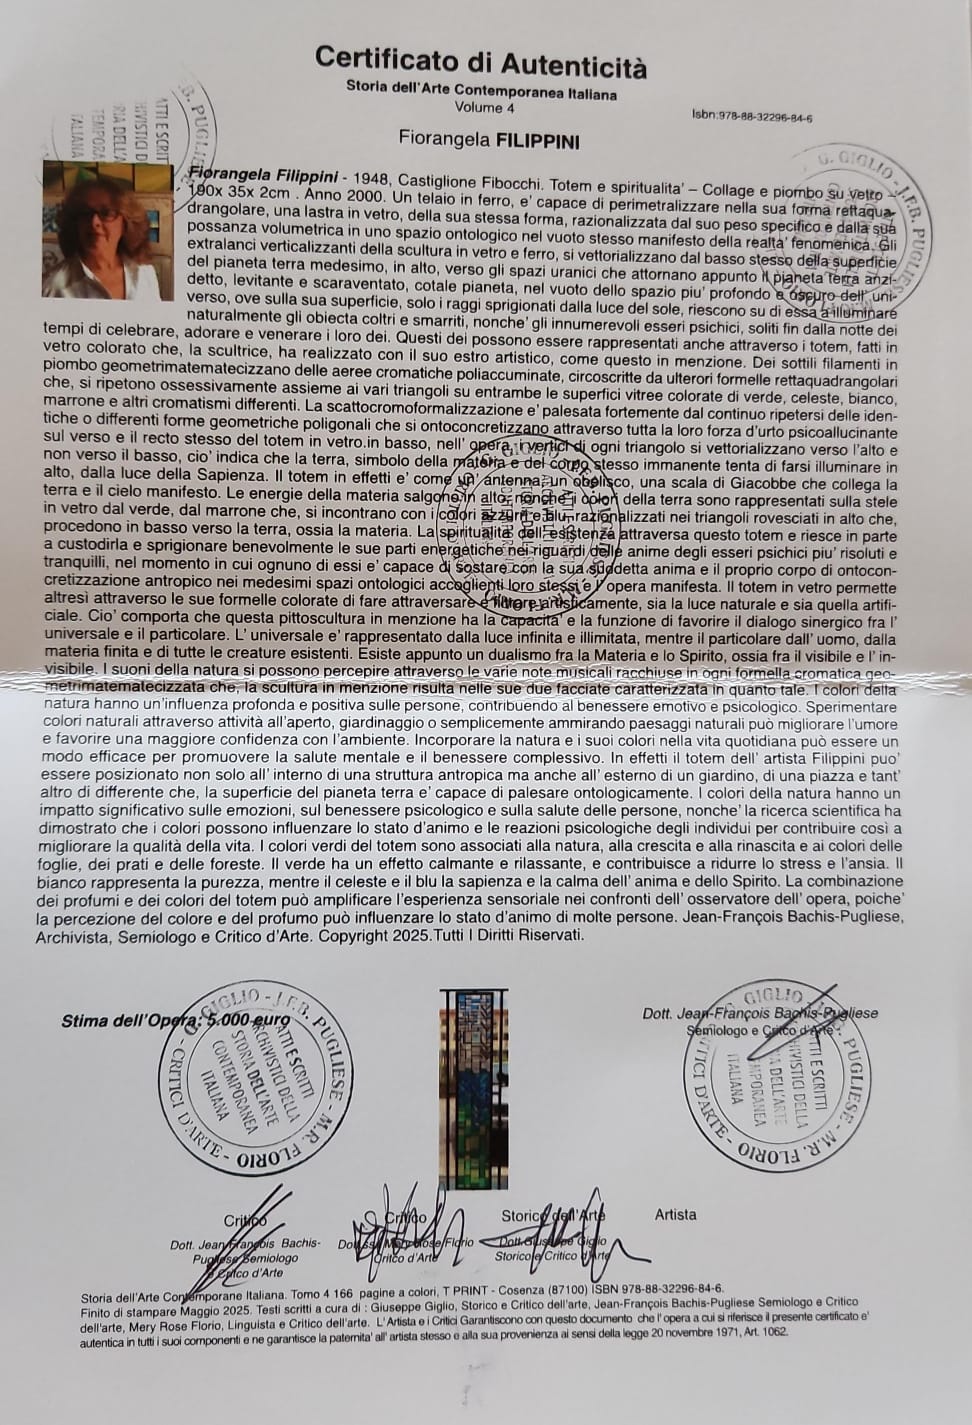 Certificato di Autenticità
Storia dell'Arte Contemporanea Italiana
Volume 4
Isbn:978-88-32296-84-6
Fiorangela FILIPPINI
Fiorangela Filippini - 1948, Castiglione Fibocchi. Totem e spiritualita' – Collage e piombo su vetro -
190x 35x 2cm . Anno 2000. Un telaio in ferro, e' capace di perimetralizzare nella sua forma rettaqua-
drangolare, una lastra in vetro, della sua stessa forma, razionalizzata dal suo peso specifico e dalla sua
possanza volumetrica in uno spazio ontologico nel vuoto stesso manifesto della realta' fenomenica. Gli
extralanci verticalizzanti della scultura in vetro e ferro, si vettorializzano dal basso stesso della superficie
del pianeta terra medesimo, in alto, verso gli spazi uranici che attornano appunto il pianeta terra anzi-
detto, levitante e scaraventato, cotale pianeta, nel vuoto dello spazio piu' profondo e oscuro dell' uni-
verso, ove sulla sua superficie, solo i raggi sprigionati dalla luce del sole, riescono su di essa a illuminare
naturalmente gli obiecta coltri e smarriti, nonche' gli innumerevoli esseri psichici, soliti fin dalla notte dei
tempi di celebrare, adorare e venerare i loro dei. Questi dei possono essere rappresentati anche attraverso i totem, fatti in
vetro colorato che, la scultrice, ha realizzato con il suo estro artistico, come questo in menzione. Dei sottili filamenti in
piombo geometrimatematecizzano delle aeree cromatiche poliaccuminate, circoscritte da ulterori formelle rettaquadrangolari
che, si ripetono ossessivamente assieme ai vari triangoli su entrambe le superfici vitree colorate di verde, celeste, bianco,
marrone e altri cromatismi differenti. La scattocromoformalizzazione e' palesata fortemente dal continuo ripetersi delle iden-
tiche o differenti forme geometriche poligonali che si ontoconcretizzano attraverso tutta la loro forza d'urto psicoallucinante
sul verso e il recto stesso del totem in vetro.in basso, nell' opera, i vertici di ogni triangolo si vettorializzano verso l'alto e
non verso il basso, cio' indica che la terra, simbolo della materia e del corpo stesso immanente tenta di farsi illuminare in
alto, dalla luce della Sapienza. Il totem in effetti e' come un' antenna, un obelisco, una scala di Giacobbe che collega la
terra e il cielo manifesto. Le energie della materia salgono in alto, nonche' i colori della terra sono rappresentati sulla stele
in vetro dal verde, dal marrone che, si incontrano con i colori azzurri e blu, razionalizzati nei triangoli rovesciati in alto che,
procedono in basso verso la terra, ossia la materia. La spiritualita' dell' esistenza attraversa questo totem e riesce in parte
a custodirla e sprigionare benevolmente le sue parti energetiche nei riguardi delle anime degli esseri psichici piu' risoluti e
tranquilli, nel momento in cui ognuno di essi e' capace di sostare con la sua suddetta anima e il proprio corpo di ontocon-
cretizzazione antropico nei medesimi spazi ontologici accoglienti loro stessi e l' opera manifesta. Il totem in vetro permette
altresì attraverso le sue formelle colorate di fare attraversare e filtrare artisticamente, sia la luce naturale e sia quella artifi-
ciale. Cio' comporta che questa pittoscultura in menzione ha la capacita' e la funzione di favorire il dialogo sinergico fra l'
universale e il particolare. L' universale e' rappresentato dalla luce infinita e illimitata, mentre il particolare dall' uomo, dalla
materia finita e di tutte le creature esistenti. Esiste appunto un dualismo fra la Materia e lo Spirito, ossia fra il visibile e l' in-
visibile. I suoni della natura si possono percepire attraverso le varie note musicali racchiuse in ogni formella cromatica geo-
metrimatematecizzata che, la scultura in menzione risulta nelle sue due facciate caratterizzata in quanto tale. I colori della
natura hanno un'influenza profonda e positiva sulle persone, contribuendo al benessere emotivo e psicologico. Sperimentare
colori naturali attraverso attività all'aperto, giardinaggio o semplicemente ammirando paesaggi naturali può migliorare l'umore
e favorire una maggiore confidenza con l'ambiente. Incorporare la natura e i suoi colori nella vita quotidiana può essere un
modo efficace per promuovere la salute mentale e il benessere complessivo. In effetti il totem dell' artista Filippini puo'
essere posizionato non solo all' interno di una struttura antropica ma anche all' esterno di un giardino, di una piazza e tant'
altro di differente che, la superficie del pianeta terra e' capace di palesare ontologicamente. I colori della natura hanno un
impatto significativo sulle emozioni, sul benessere psicologico e sulla salute delle persone, nonche' la ricerca scientifica ha
dimostrato che i colori possono influenzare lo stato d'animo e le reazioni psicologiche degli individui per contribuire così a
migliorare la qualità della vita. I colori verdi del totem sono associati alla natura, alla crescita e alla rinascita e ai colori delle
foglie, dei prati e delle foreste. Il verde ha un effetto calmante e rilassante, e contribuisce a ridurre lo stress e l'ansia. Il
bianco rappresenta la purezza, mentre il celeste e il blu la sapienza e la calma dell' anima e dello Spirito. La combinazione
dei profumi e dei colori del totem può amplificare l'esperienza sensoriale nei confronti dell' osservatore dell' opera, poiche'
la percezione del colore e del profumo può influenzare lo stato d'animo di molte persone. Jean-François Bachis-Pugliese,
Archivista, Semiologo e Critico d'Arte. Copyright 2025.Tutti I Diritti Riservati.
Stima dell'Opera: 5.000 euro
G. GIGLIO - J.F.B. PUGLIESE - M.R. FLORIO - CRITICI D'ARTE -
ATTI E SCRITTI
ARCHIVISTICI DELLA
STORIA DELL'ARTE
CONTEMPORANEA
ITALIANA
Dott. Jean-François Bachis-Pugliese
Semiologo e Critco d'Arte
Critico
Dott. Jean François Bachis-
Pugliese Semiologo
e Critco d'Arte
Critico
Dott.ssa Mery Rose Florio
Critco d'Arte
Storico dell'Arte
Dott. Giuseppe Giglio
Storico e Critico d'Arte
Artista
Storia dell'Arte Contemporane Italiana. Tomo 4 166 pagine a colori, T PRINT - Cosenza (87100) ISBN 978-88-32296-84-6.
Finito di stampare Maggio 2025. Testi scritti a cura di : Giuseppe Giglio, Storico e Critico dell'arte, Jean-François Bachis-Pugliese Semiologo e Critico
dell'arte, Mery Rose Florio, Linguista e Critico dell'arte. L'Artista e i Critici Garantiscono con questo documento che l' opera a cui si riferisce il presente certificato e'
autentica in tutti i suoi componenti e ne garantisce la paternita' all' artista stesso e alla sua provenienza ai sensi della legge 20 novembre 1971, Art. 1062.